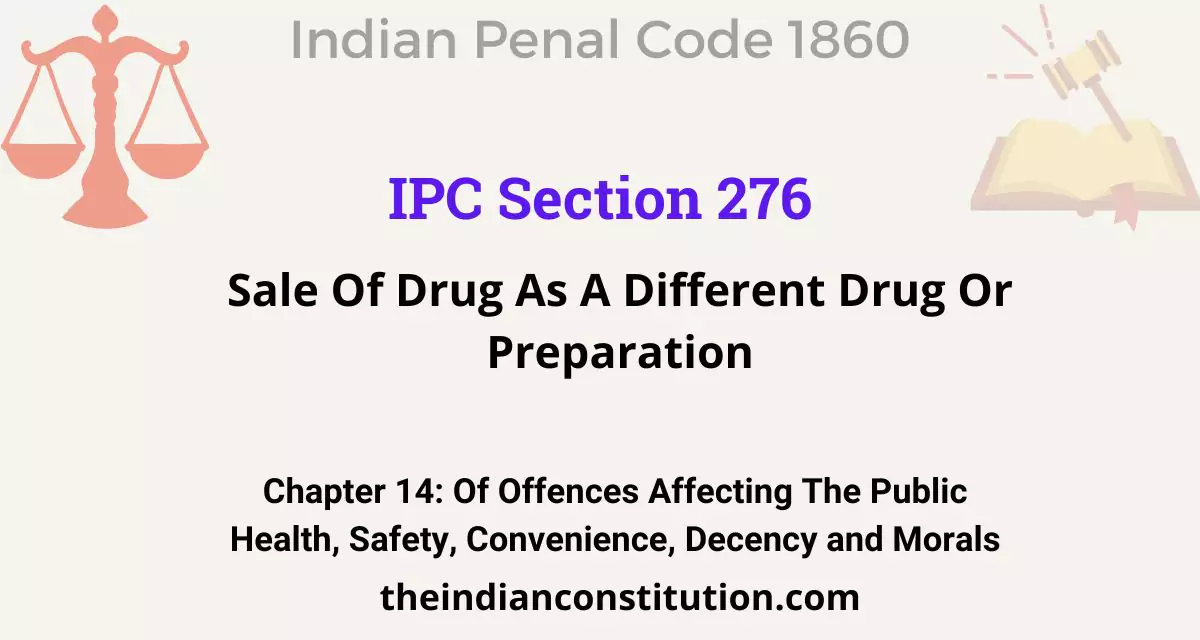 Indian Penal Code 1860
IPC Section 276
Sale Of Drug As A Different Drug Or
Preparation
Chapter 14: Of Offences Affecting The Public
Health, Safety, Convenience, Decency and Morals
theindianconstitution.com